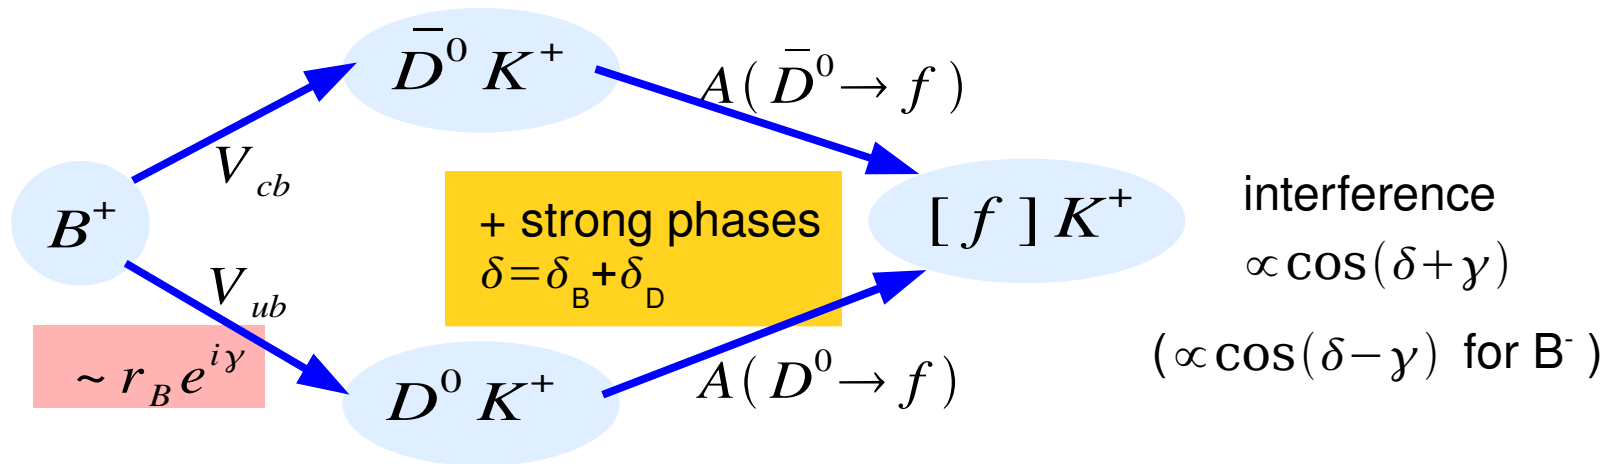 D̄⁰ K⁺
A(D̄⁰→f)
V_cb
B⁺
+ strong phases
δ=δ_B+δ_D
[f]K⁺
interference
∝cos(δ+γ)
(∝cos(δ−γ) for B⁻)
V_ub
~ r_B e^{iγ}
D⁰ K⁺
A(D⁰→f)